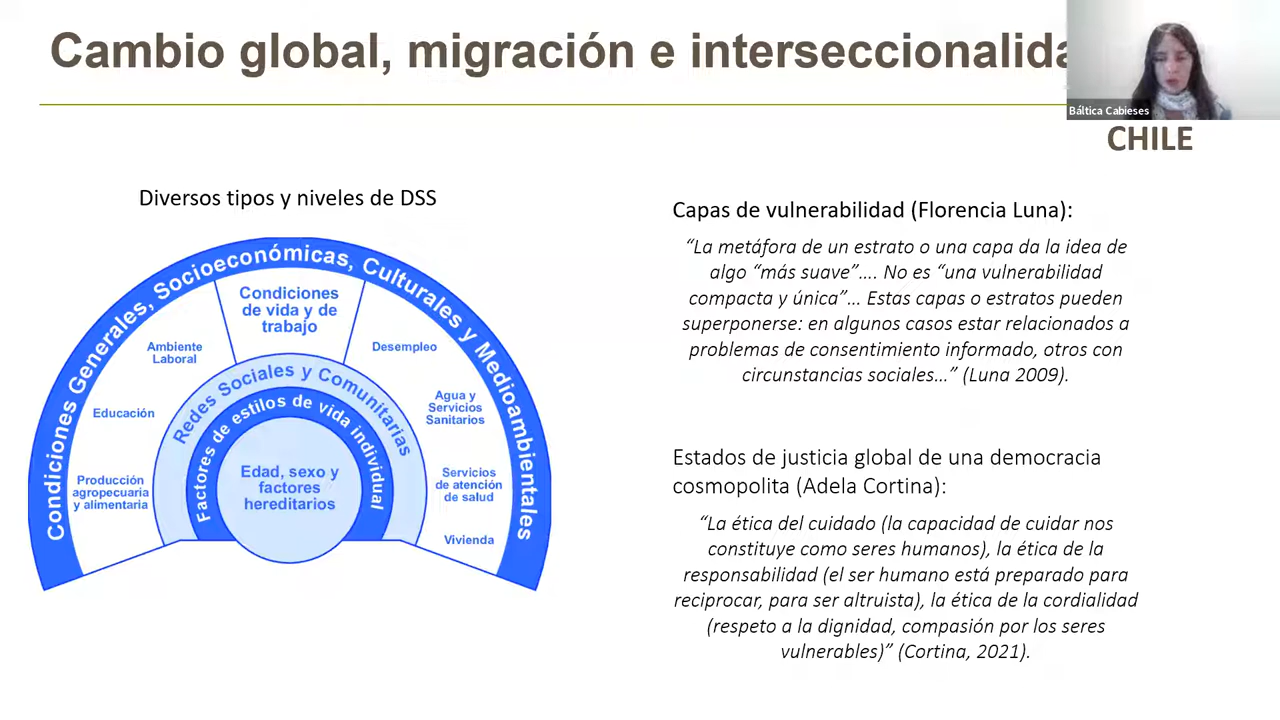 Cambio global, migración e interseccionalida
Báltica Cabieses
CHILE
Diversos tipos y niveles de DSS
Condiciones Generales, Socioeconómicas, Culturales y Medioambientales
Condiciones
de vida y de
trabajo
Ambiente
Laboral
Desempleo
Educación
Agua y
Servicios
Sanitarios
Producción
agropecuaria
y alimentaria
Servicios
de atención
de salud
Vivienda
Redes Sociales y Comunitarias
Factores de estilos de vida individual
Edad, sexo y
factores
hereditarios
Capas de vulnerabilidad (Florencia Luna):
“La metáfora de un estrato o una capa da la idea de
algo “más suave”…. No es “una vulnerabilidad
compacta y única”… Estas capas o estratos pueden
superponerse: en algunos casos estar relacionados a
problemas de consentimiento informado, otros con
circunstancias sociales…” (Luna 2009).
Estados de justicia global de una democracia
cosmopolita (Adela Cortina):
“La ética del cuidado (la capacidad de cuidar nos
constituye como seres humanos), la ética de la
responsabilidad (el ser humano está preparado para
reciprocar, para ser altruista), la ética de la cordialidad
(respeto a la dignidad, compasión por los seres
vulnerables)” (Cortina, 2021).